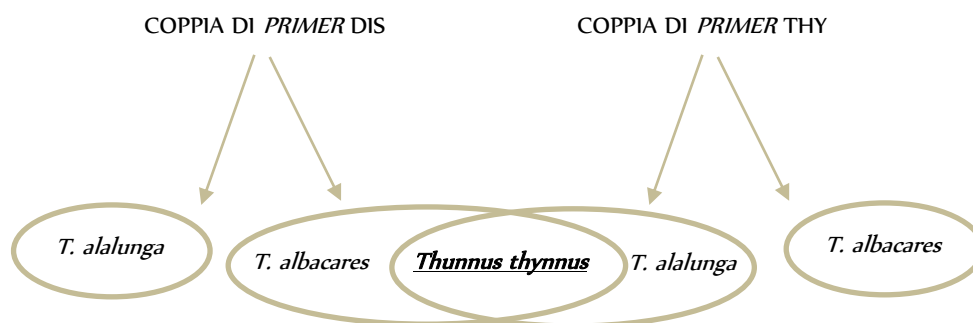 COPPIA DI PRIMER DIS COPPIA DI PRIMER THY
T. alalunga T. albacares Thunnus thynnus T. alalunga T. albacares